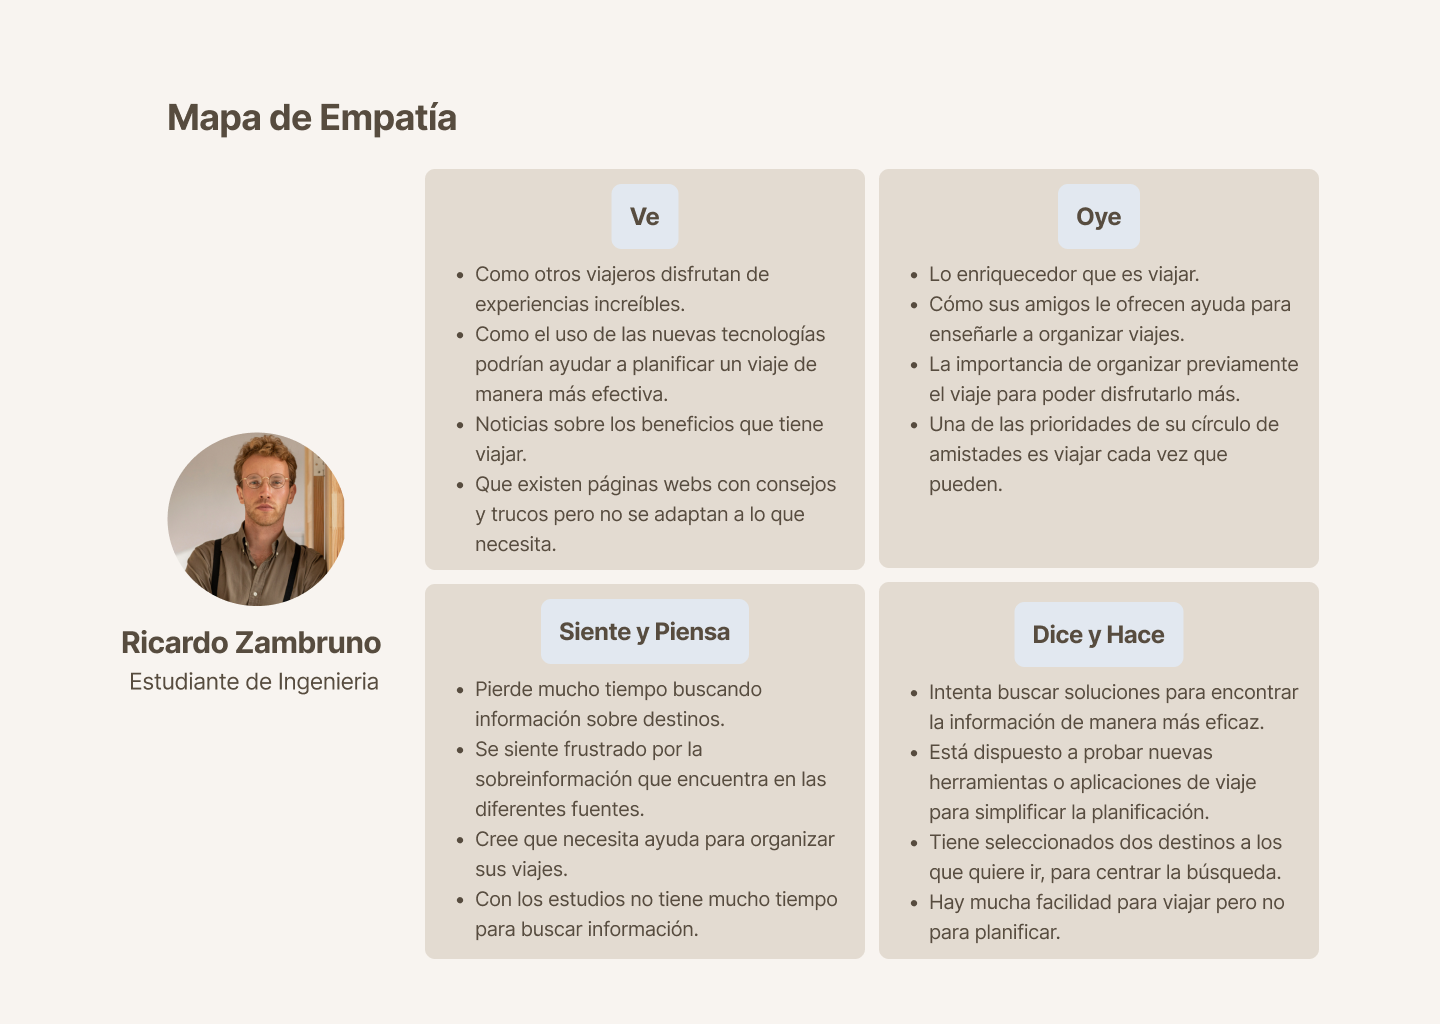 Mapa de Empatía
Ve
• Como otros viajeros disfrutan de
experiencias increíbles.
• Como el uso de las nuevas tecnologías
podrían ayudar a planificar un viaje de
manera más efectiva.
• Noticias sobre los beneficios que tiene
viajar.
• Que existen páginas webs con consejos
y trucos pero no se adaptan a lo que
necesita.
Oye
• Lo enriquecedor que es viajar.
• Cómo sus amigos le ofrecen ayuda para
enseñarle a organizar viajes.
• La importancia de organizar previamente
el viaje para poder disfrutarlo más.
• Una de las prioridades de su círculo de
amistades es viajar cada vez que
pueden.
Ricardo Zambruno
Estudiante de Ingenieria
Siente y Piensa
• Pierde mucho tiempo buscando
información sobre destinos.
• Se siente frustrado por la
sobreinformación que encuentra en las
diferentes fuentes.
• Cree que necesita ayuda para organizar
sus viajes.
• Con los estudios no tiene mucho tiempo
para buscar información.
Dice y Hace
• Intenta buscar soluciones para encontrar
la información de manera más eficaz.
• Está dispuesto a probar nuevas
herramientas o aplicaciones de viaje
para simplificar la planificación.
• Tiene seleccionados dos destinos a los
que quiere ir, para centrar la búsqueda.
• Hay mucha facilidad para viajar pero no
para planificar.